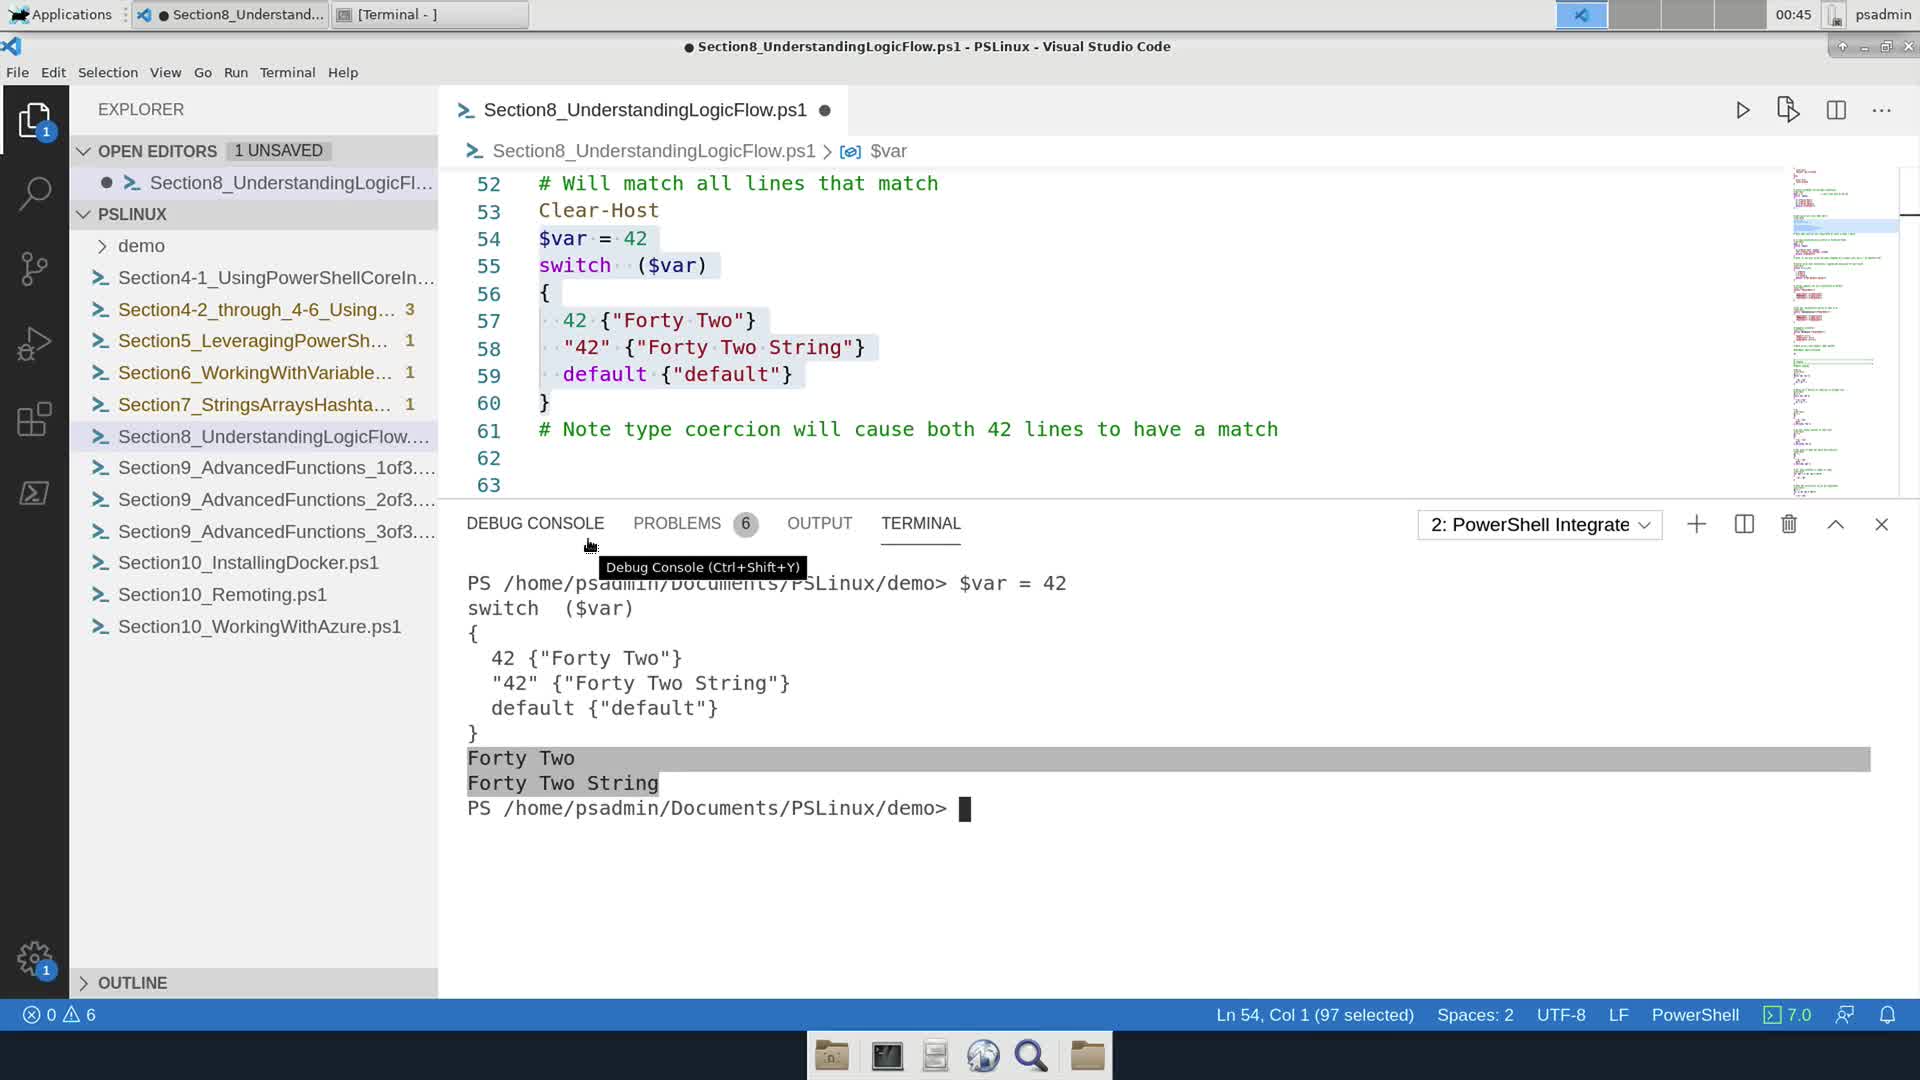 Applications
● Section8_Understand...
[Terminal - ]
00:45
psadmin
● Section8_UnderstandingLogicFlow.ps1 - PSLinux - Visual Studio Code
File Edit Selection View Go Run Terminal Help
1
EXPLORER
OPEN EDITORS 1 UNSAVED
● Section8_UnderstandingLogicFl...
PSLINUX
demo
Section4-1_UsingPowerShellCoreIn...
Section4-2_through_4-6_Using... 3
Section5_LeveragingPowerSh... 1
Section6_WorkingWithVariable... 1
Section7_StringsArraysHashta... 1
Section8_UnderstandingLogicFlow....
Section9_AdvancedFunctions_1of3....
Section9_AdvancedFunctions_2of3....
Section9_AdvancedFunctions_3of3....
Section10_InstallingDocker.ps1
Section10_Remoting.ps1
Section10_WorkingWithAzure.ps1
OUTLINE
1
Section8_UnderstandingLogicFlow.ps1 ●
Section8_UnderstandingLogicFlow.ps1 > $var
52 # Will match all lines that match
53 Clear-Host
54 $var = 42
55 switch  ($var)
56 {
57   42 {"Forty Two"}
58   "42" {"Forty Two String"}
59   default {"default"}
60 }
61 # Note type coercion will cause both 42 lines to have a match
62
63
DEBUG CONSOLE PROBLEMS 6 OUTPUT TERMINAL
2: PowerShell Integrate
Debug Console (Ctrl+Shift+Y)
PS /home/psadmin/Documents/PSLinux/demo> $var = 42
switch  ($var)
{
  42 {"Forty Two"}
  "42" {"Forty Two String"}
  default {"default"}
}
Forty Two
Forty Two String
PS /home/psadmin/Documents/PSLinux/demo>
0 6
Ln 54, Col 1 (97 selected) Spaces: 2 UTF-8 LF PowerShell 7.0